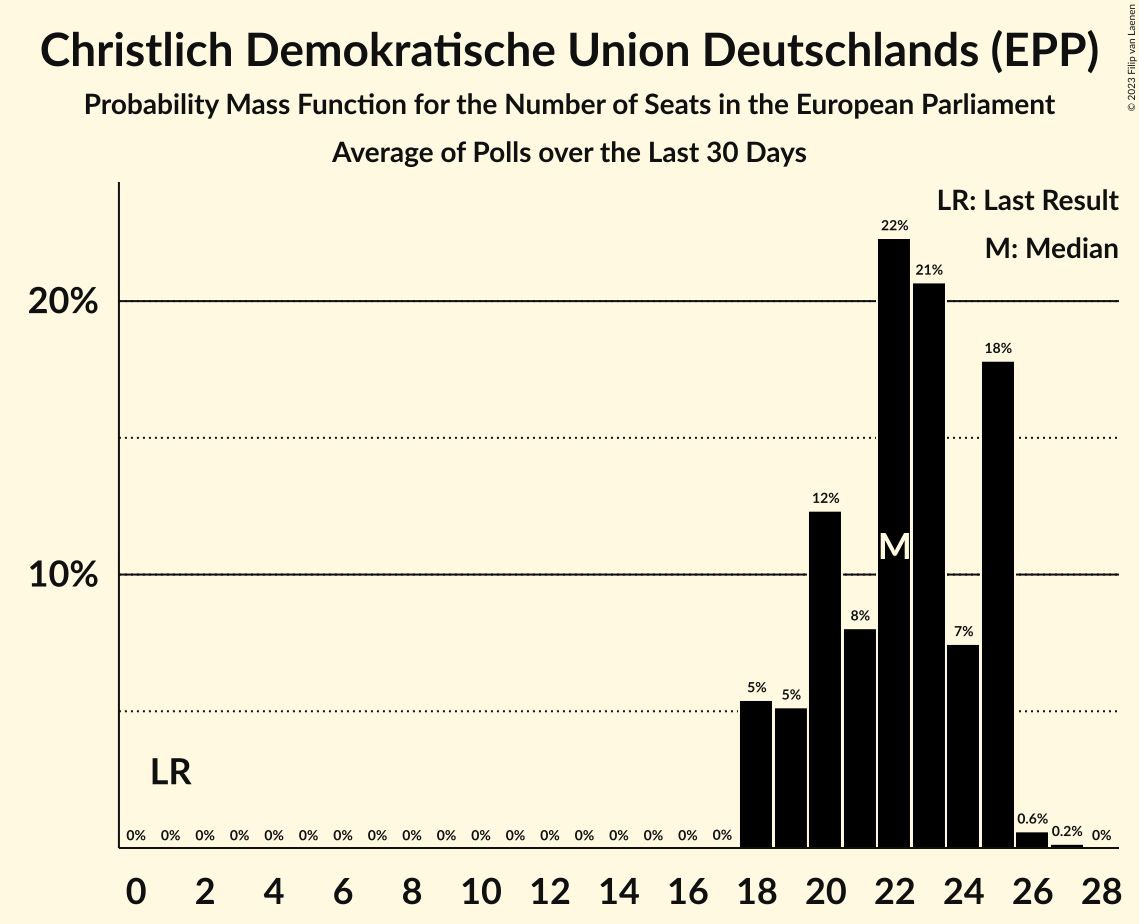 Christlich Demokratische Union Deutschlands (EPP)
Probability Mass Function for the Number of Seats in the European Parliament
Average of Polls over the Last 30 Days
© 2023 Filip van Laenen
LR: Last Result
M: Median
22%
21%
20%
18%
12%
M
10%
8%
7%
5%
5%
LR
0% 0% 0% 0% 0% 0% 0% 0% 0% 0% 0% 0% 0% 0% 0% 0% 0% 0% 0.6% 0.2% 0%
0 2 4 6 8 10 12 14 16 18 20 22 24 26 28